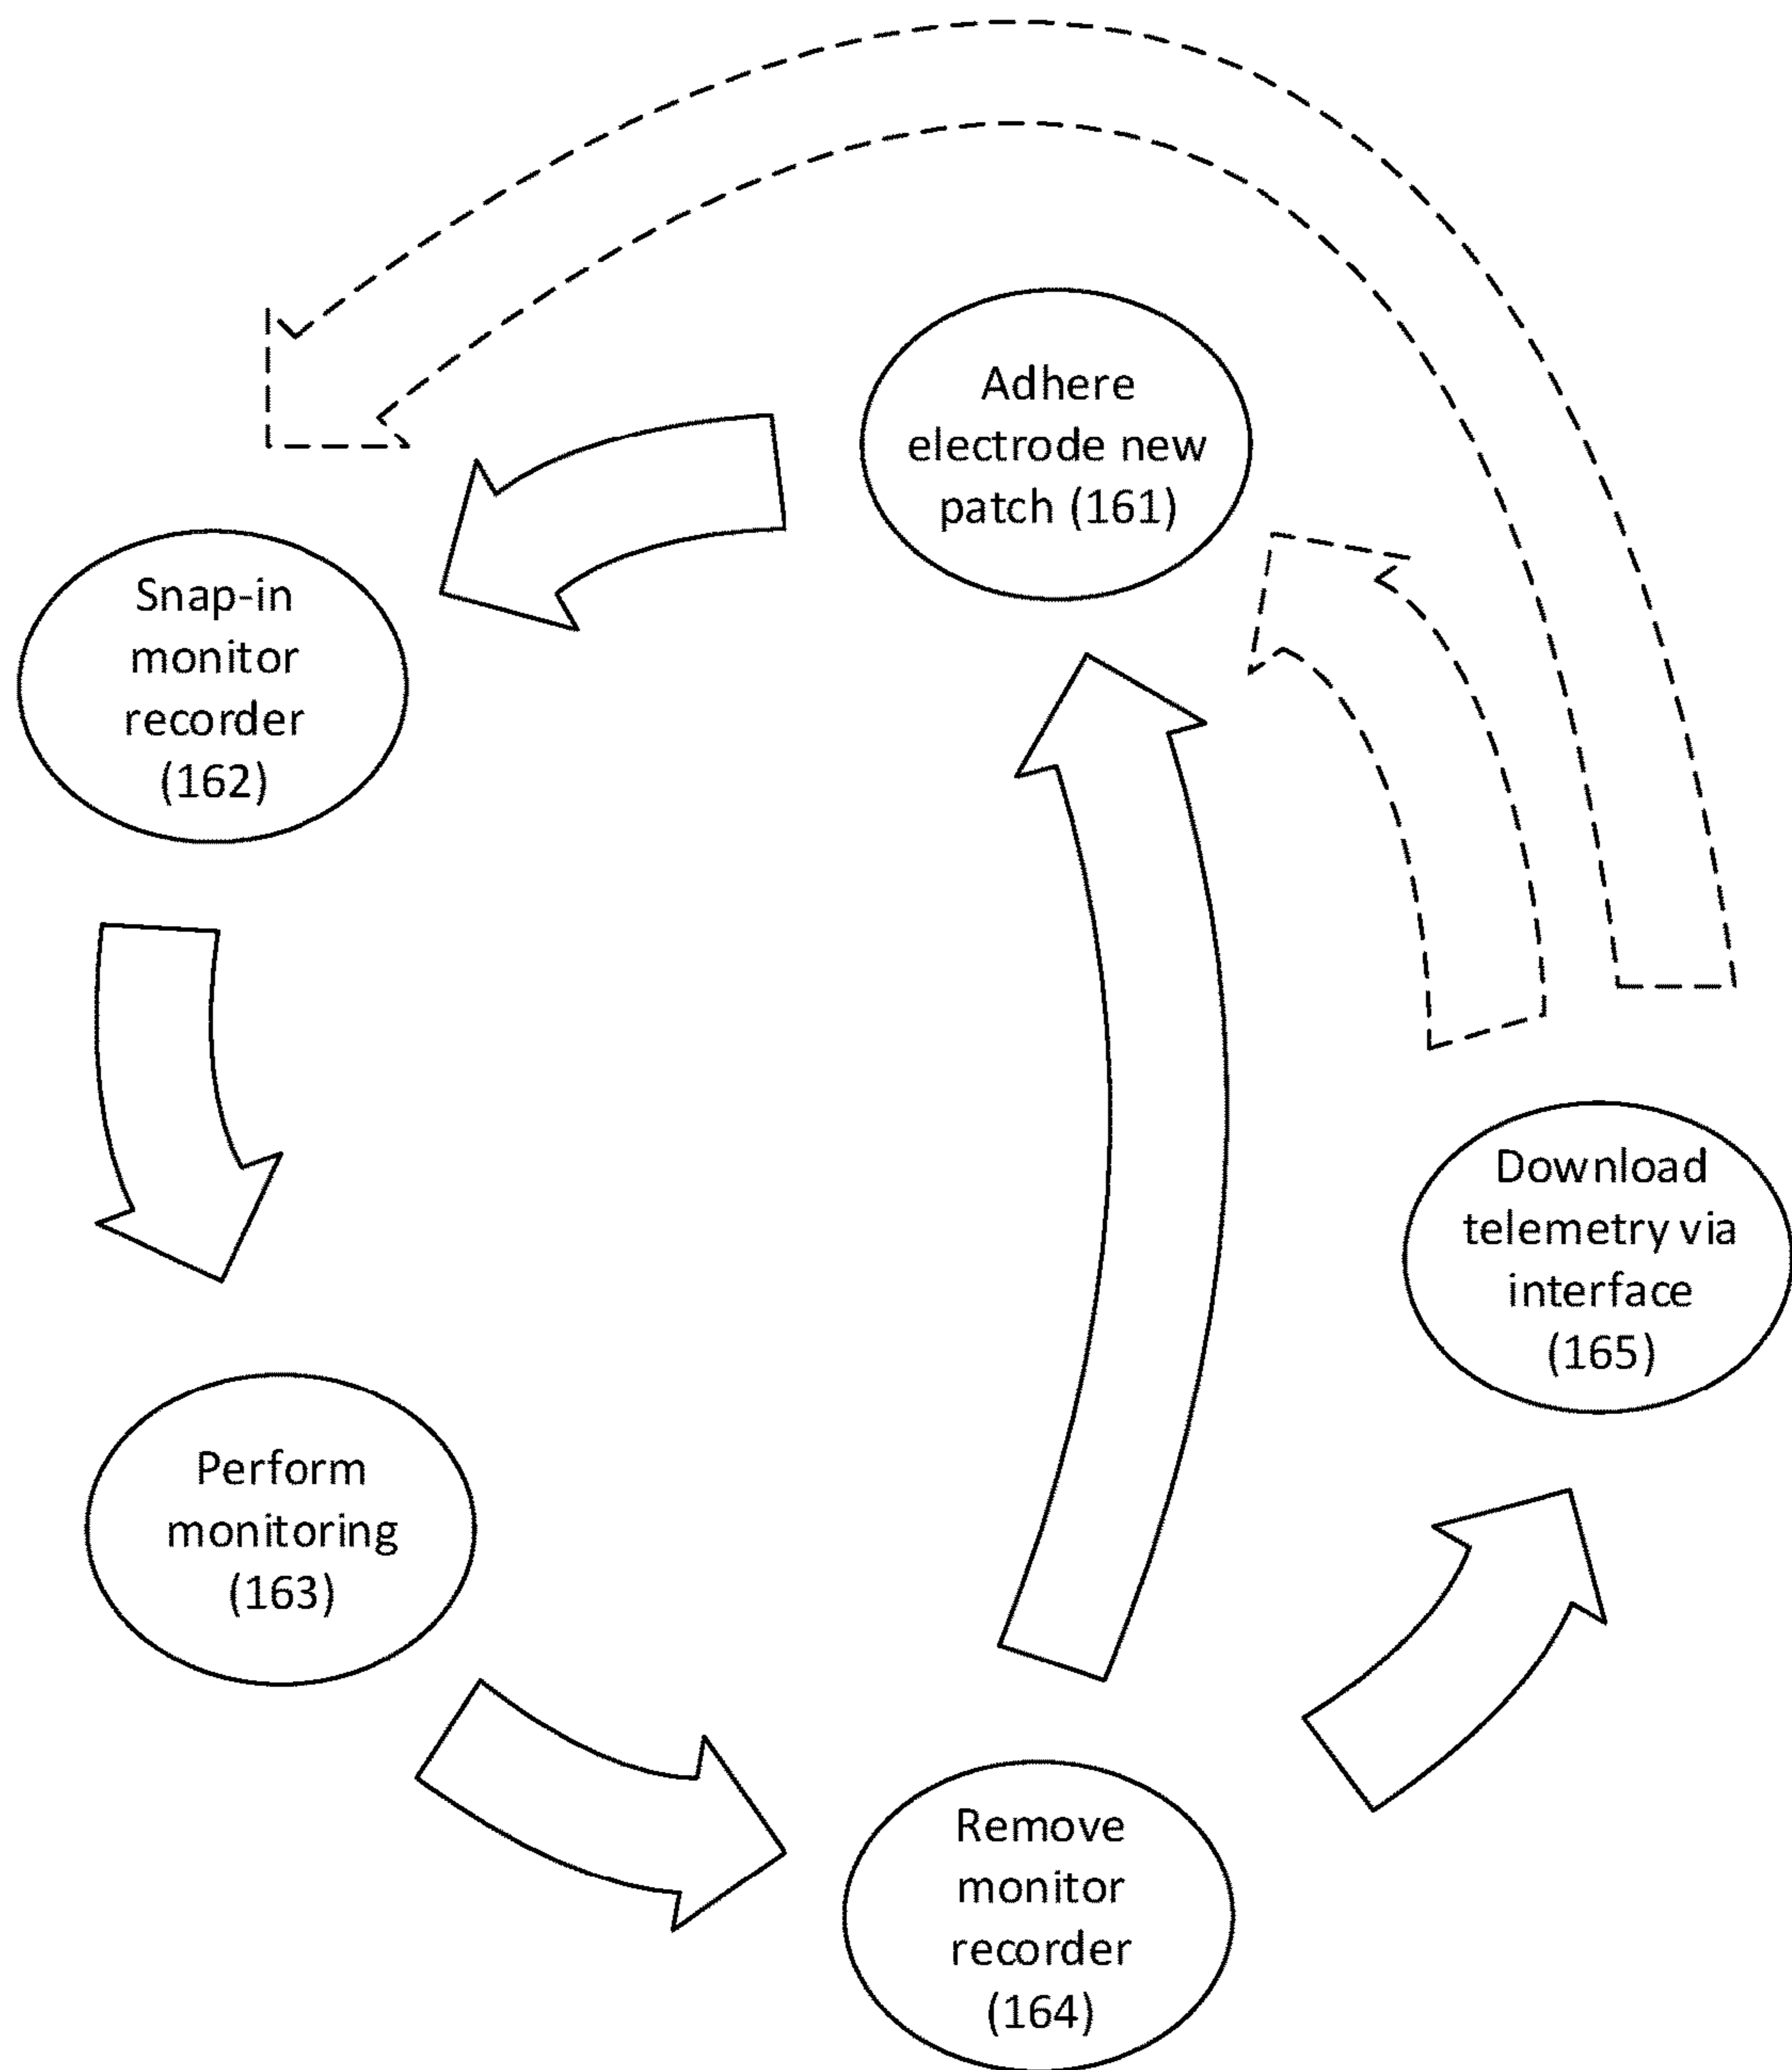 Adhere
electrode new
patch (161)
Snap-in
monitor
recorder
(162)
Perform
monitoring
(163)
Remove
monitor
recorder
(164)
Download
telemetry via
interface
(165)